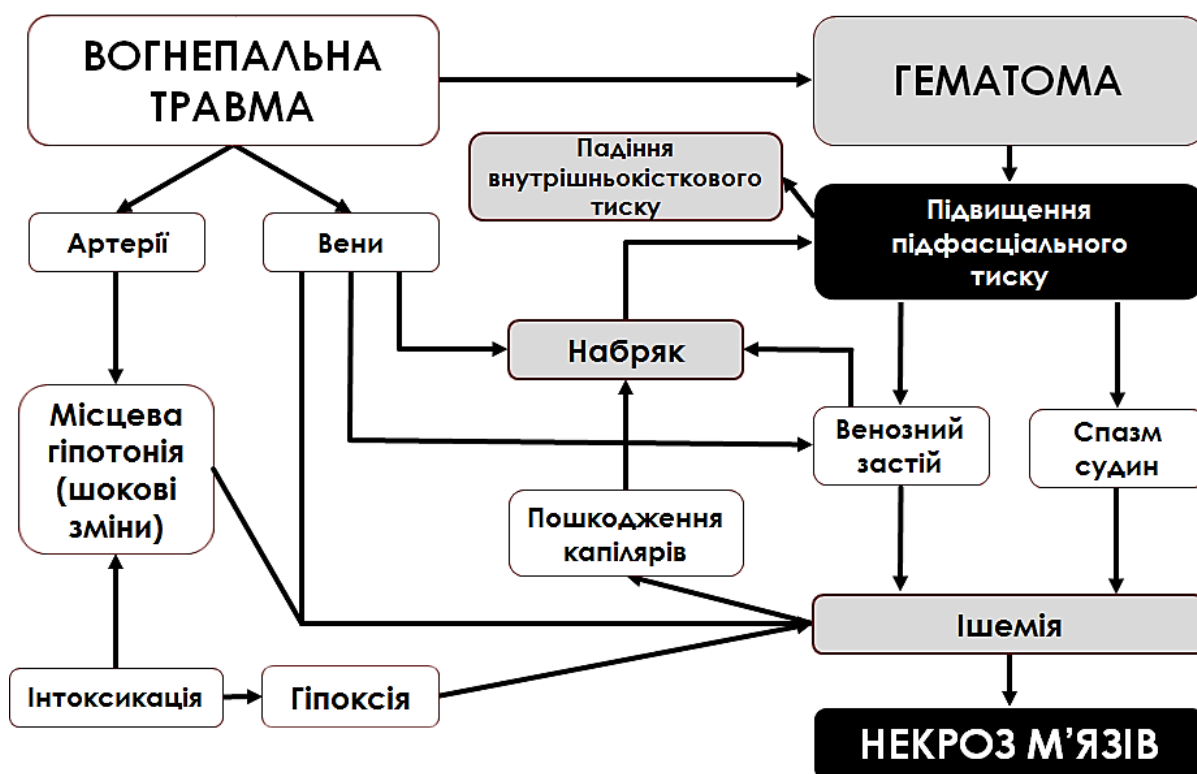 ВОГНЕПАЛЬНА
ТРАВМА
ГЕМАТОМА
Падіння
внутрішньокісткового
тиску
Підвищення
підфасціального
тиску
Артерії
Вени
Набряк
Місцева
гіпотонія
(шокові
зміни)
Венозний
застій
Спазм
судин
Пошкодження
капілярів
Ішемія
Інтоксикація
Гіпоксія
НЕКРОЗ М’ЯЗІВ